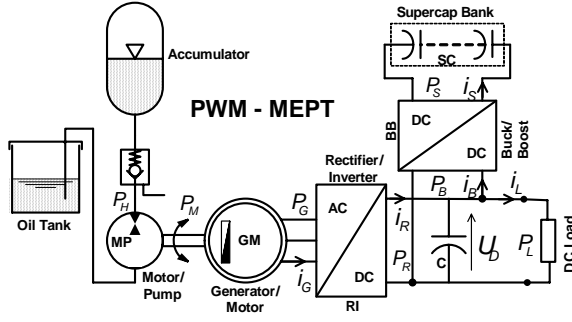 Supercap Bank
SC
Accumulator
P_S
i_S
PWM - MEPT
BB
DC
DC
Buck/
Boost
Rectifier/
Inverter
P_H
P_M
P_G
AC
DC
P_B
i_B
i_L
i_R
Oil Tank
MP
GM
P_R
C
U_D
P_L
DC Load
Motor/
Pump
Generator/
Motor
i_G
RI